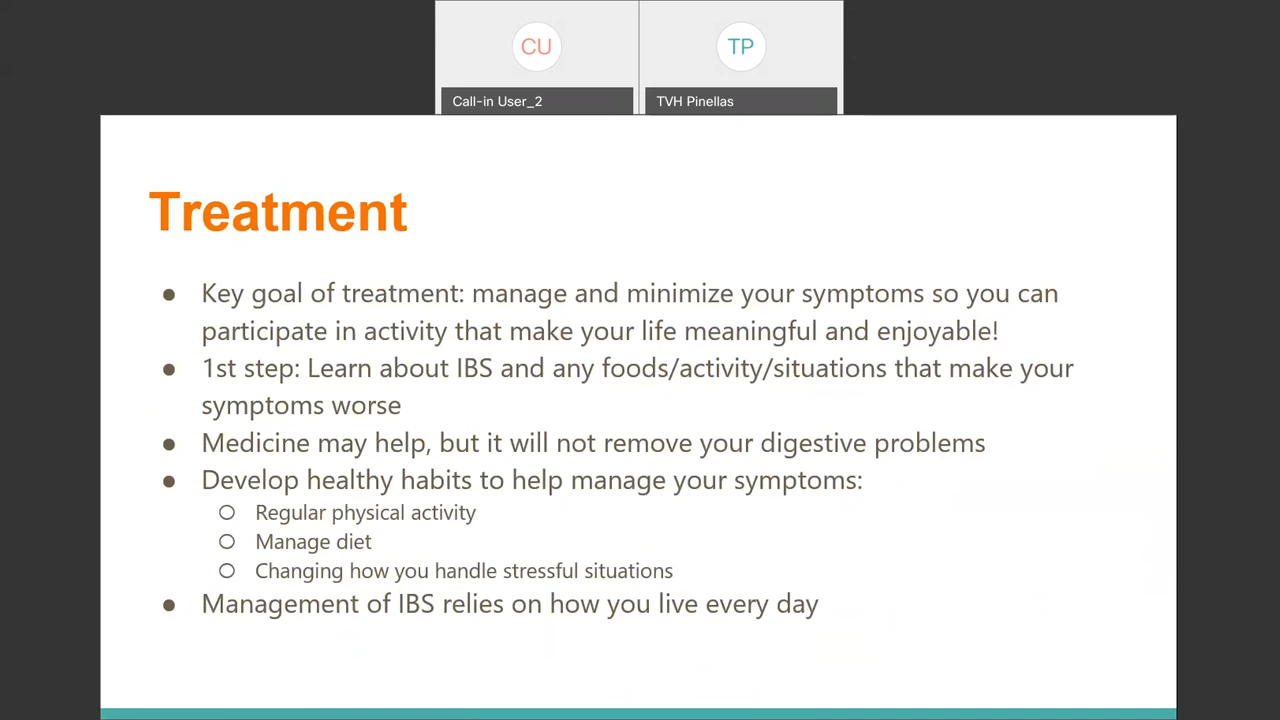 CU
TP
Call-in User_2
TVH Pinellas
Treatment
● Key goal of treatment: manage and minimize your symptoms so you can
participate in activity that make your life meaningful and enjoyable!
● 1st step: Learn about IBS and any foods/activity/situations that make your
symptoms worse
● Medicine may help, but it will not remove your digestive problems
● Develop healthy habits to help manage your symptoms:
○ Regular physical activity
○ Manage diet
○ Changing how you handle stressful situations
● Management of IBS relies on how you live every day